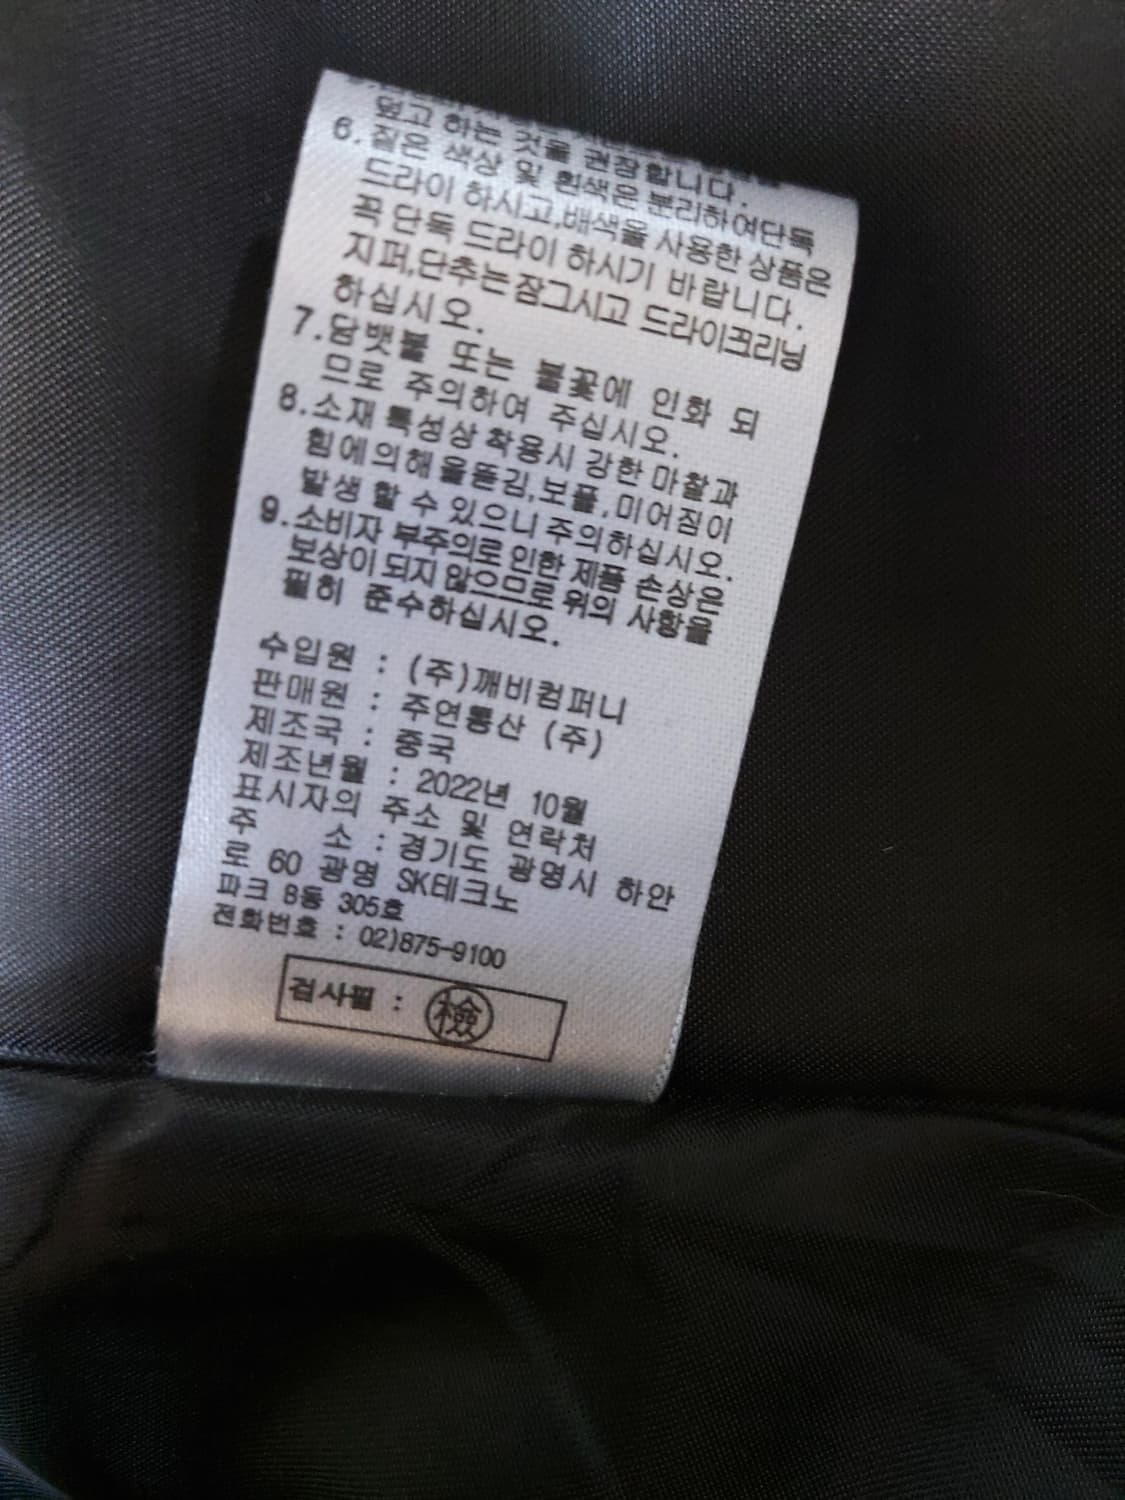 덮고 하는 것을 권장합니다.
6.짙은 색상 및 흰색은 분리하여단독
드라이 하시고,배색을 사용한 상품은
꼭 단독 드라이 하시기 바랍니다.
지퍼,단추는잠그시고 드라이크리닝
하십시오.
7.담뱃불 또는 불꽃에 인화 되
므로 주의하여 주십시오.
8.소재 특성상 착용시 강한 마찰과
힘에의해 올뜯김,보풀,미어짐이
발생 할 수 있으니 주의하십시오.
9.소비자 부주의로 인한 제품 손상은
보상이 되지 않으므로 위의 사항을
필히 준수하십시오.
수입원 : (주)깨비컴퍼니
판매원 : 주연통산 (주)
제조국 : 중국
제조년월 : 2022년 10월
표시자의 주소 및 연락처
주 소 : 경기도 광명시 하안
로 60 광명 SK테크노
파크 B동 305호
전화번호 : 02)875-9100
검사필 : 檢